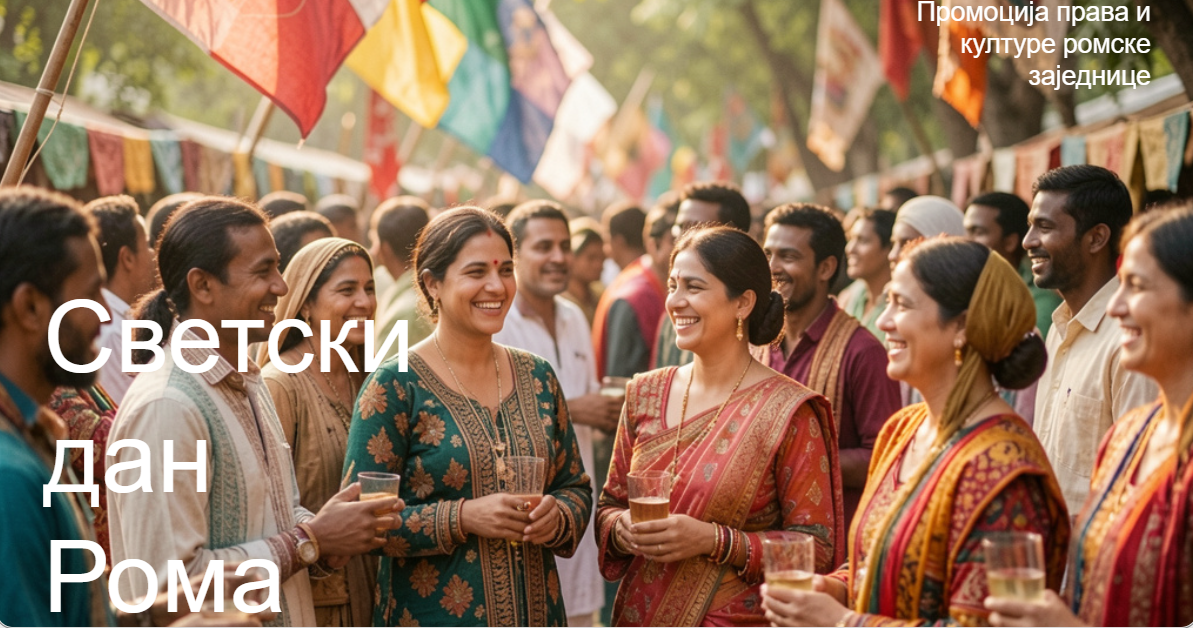 Промоција права и
културе ромске
заједнице
Светски
дан
Рома